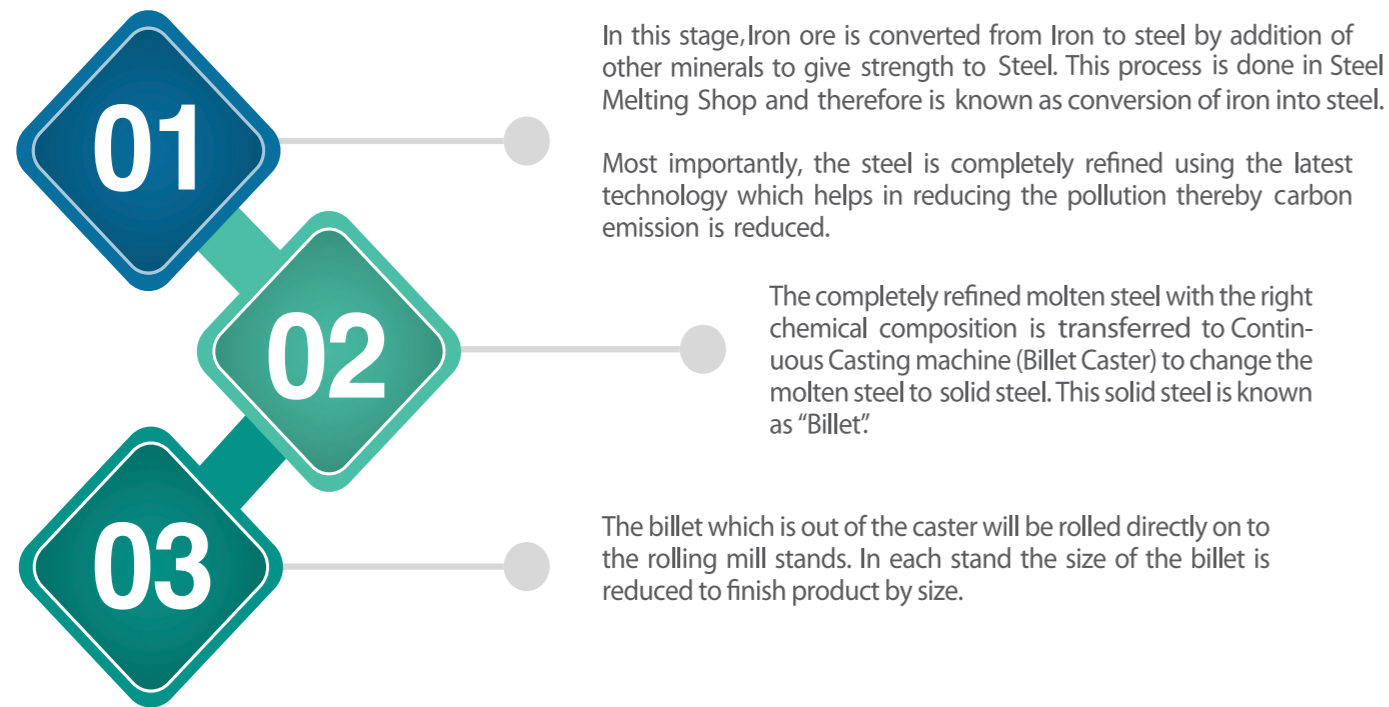 01
In this stage,Iron ore is converted from Iron to steel by addition of
other minerals to give strength to Steel. This process is done in Steel
Melting Shop and therefore is known as conversion of iron into steel.
Most importantly, the steel is completely refined using the latest
technology which helps in reducing the pollution thereby carbon
emission is reduced.
02
The completely refined molten steel with the right
chemical composition is transferred to Contin-
uous Casting machine (Billet Caster) to change the
molten steel to solid steel. This solid steel is known
as “Billet”.
03
The billet which is out of the caster will be rolled directly on to
the rolling mill stands. In each stand the size of the billet is
reduced to finish product by size.